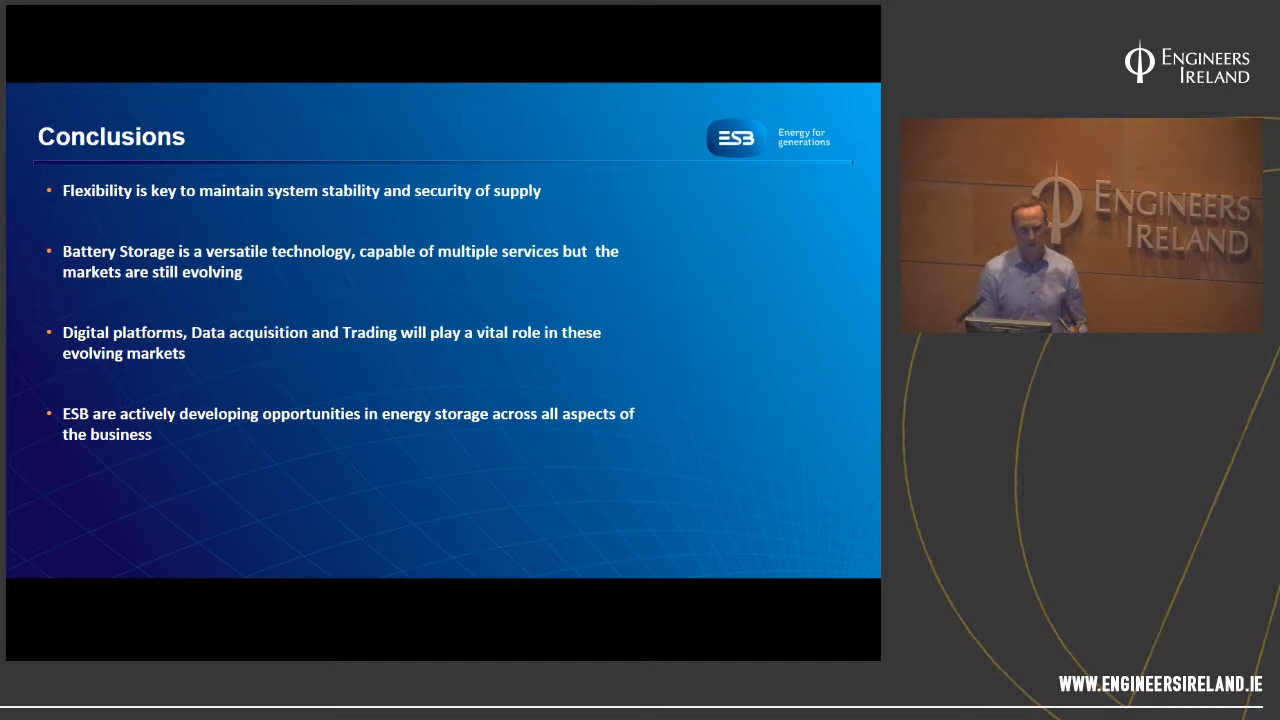 ENGINEERS
IRELAND
Conclusions
ESB
Energy for
generations
• Flexibility is key to maintain system stability and security of supply
• Battery Storage is a versatile technology, capable of multiple services but  the
markets are still evolving
• Digital platforms, Data acquisition and Trading will play a vital role in these
evolving markets
• ESB are actively developing opportunities in energy storage across all aspects of
the business
ENGINEERS
IRELAND
WWW.ENGINEERSIRELAND.IE